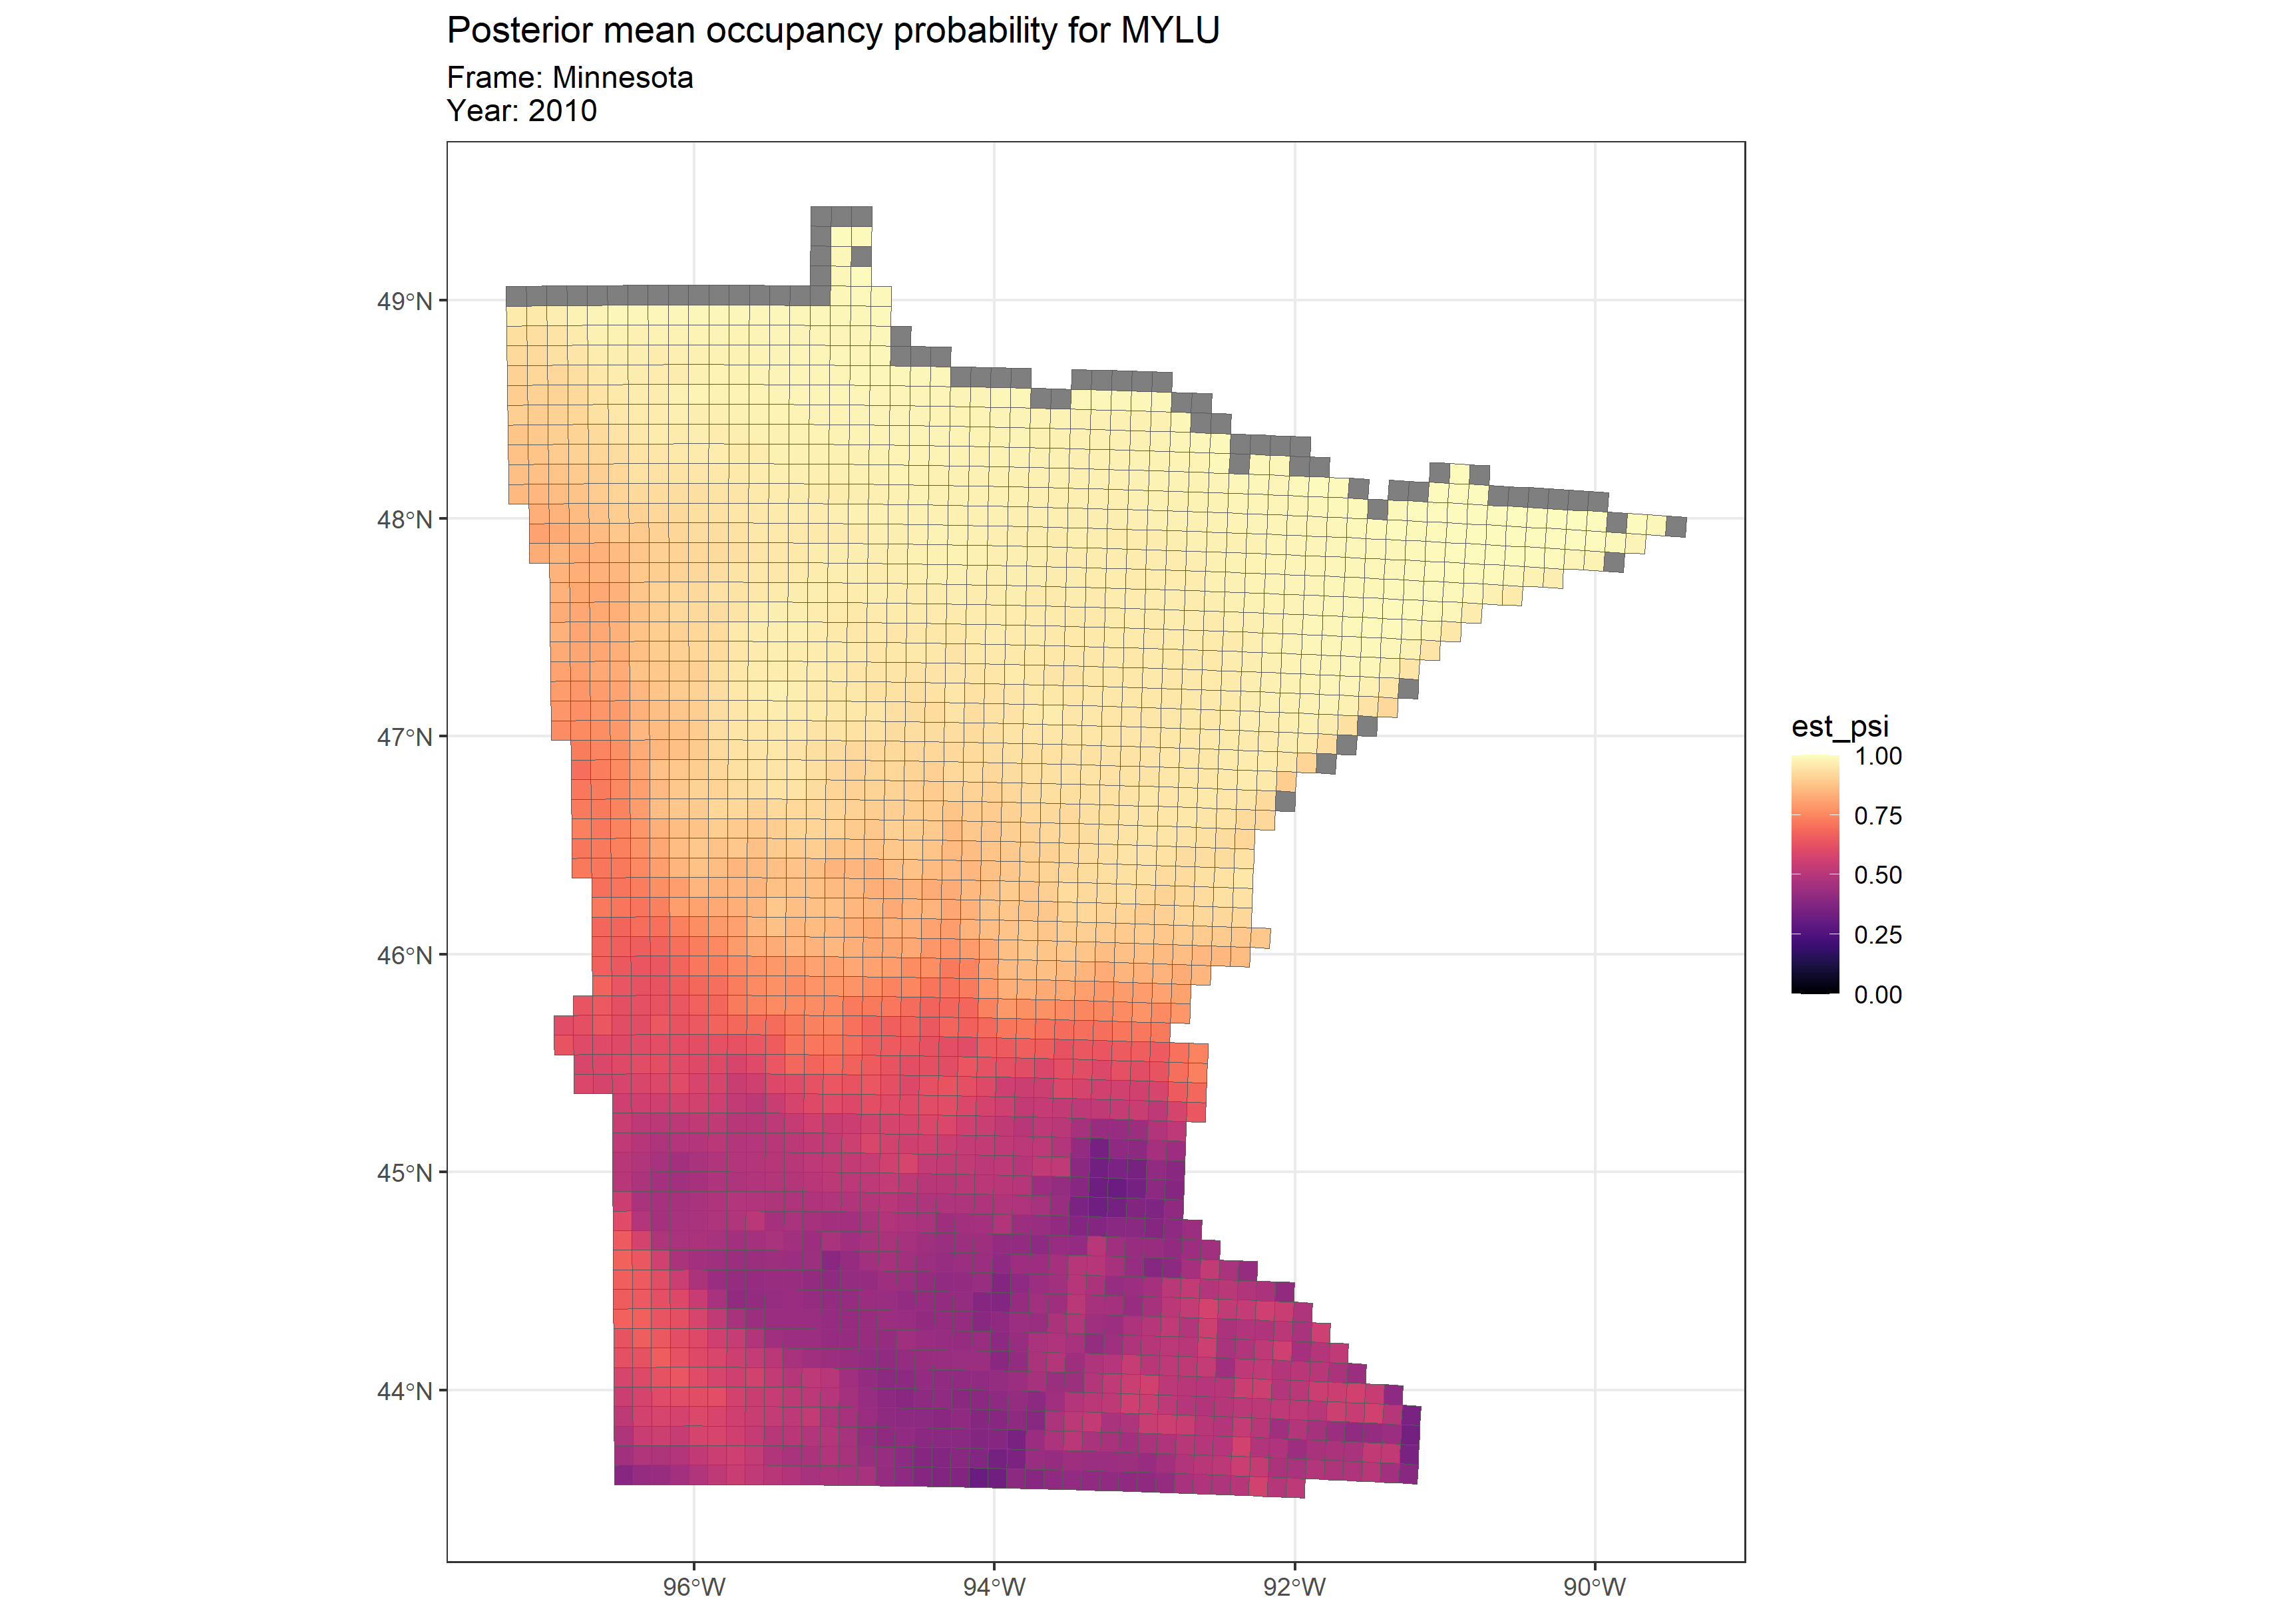 Posterior mean occupancy probability for MYLU
Frame: Minnesota
Year: 2010
49°N
48°N
47°N
46°N
45°N
44°N
96°W
94°W
92°W
90°W
est_psi
1.00
0.75
0.50
0.25
0.00